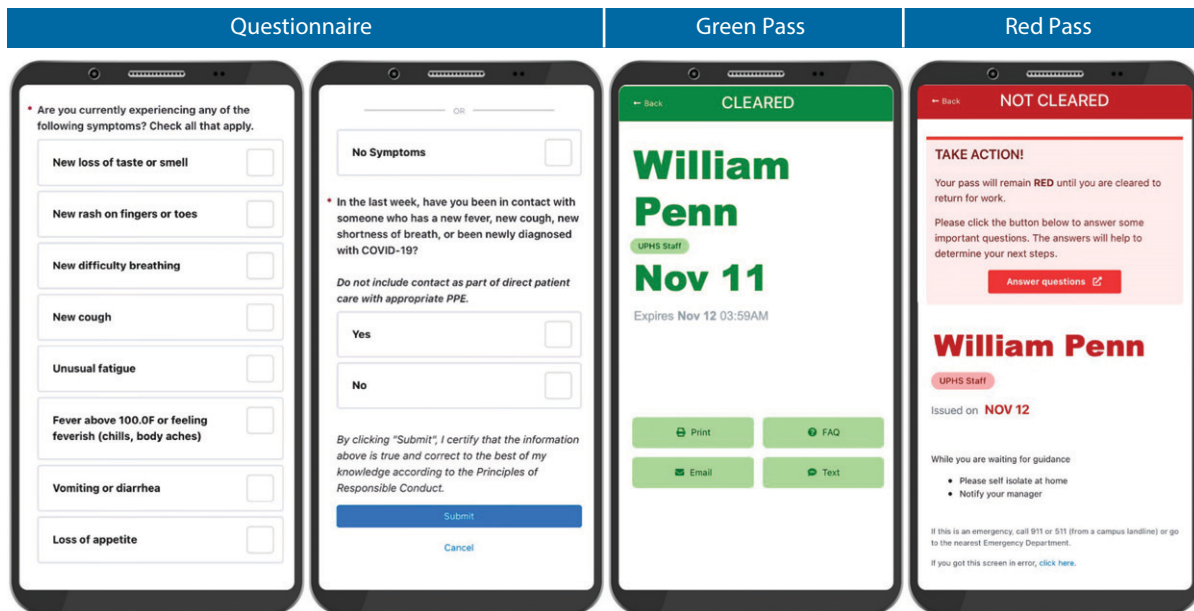 Questionnaire
Green Pass
Red Pass
* Are you currently experiencing any of the
following symptoms? Check all that apply.
New loss of taste or smell
New rash on fingers or toes
New difficulty breathing
New cough
Unusual fatigue
Fever above 100.0F or feeling
feverish (chills, body aches)
Vomiting or diarrhea
Loss of appetite
OR
No Symptoms
* In the last week, have you been in contact with
someone who has a new fever, new cough, new
shortness of breath, or been newly diagnosed
with COVID-19?
Do not include contact as part of direct patient
care with appropriate PPE.
Yes
No
By clicking "Submit", I certify that the information
above is true and correct to the best of my
knowledge according to the Principles of
Responsible Conduct.
Submit
Cancel
← Back
CLEARED
William
Penn
UPHS Staff
Nov 11
Expires Nov 12 03:59AM
Print
FAQ
Email
Text
← Back
NOT CLEARED
TAKE ACTION!
Your pass will remain RED until you are cleared to
return for work.
Please click the button below to answer some
important questions. The answers will help to
determine your next steps.
Answer questions
William Penn
UPHS Staff
Issued on NOV 12
While you are waiting for guidance
• Please self isolate at home
• Notify your manager
If this is an emergency, call 911 or 511 (from a campus landline) or go
to the nearest Emergency Department.
If you got this screen in error, click here.